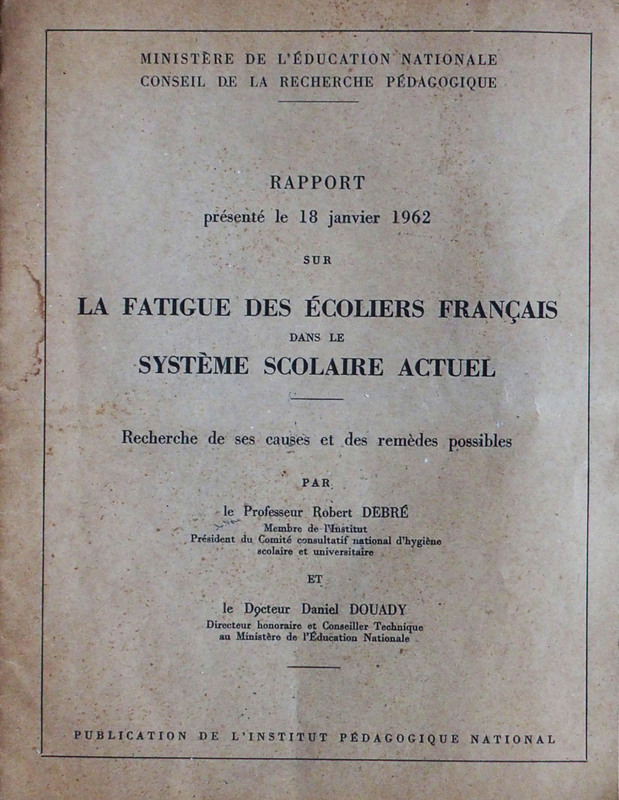 MINISTÈRE DE L'ÉDUCATION NATIONALE
CONSEIL DE LA RECHERCHE PÉDAGOGIQUE
RAPPORT
présenté le 18 janvier 1962
SUR
LA FATIGUE DES ÉCOLIERS FRANÇAIS
DANS LE
SYSTÈME SCOLAIRE ACTUEL
Recherche de ses causes et des remèdes possibles
PAR
le Professeur Robert DEBRÉ
Membre de l'Institut
Président du Comité consultatif national d'hygiène
scolaire et universitaire
ET
le Docteur Daniel DOUADY
Directeur honoraire et Conseiller Technique
au Ministère de l'Éducation Nationale
PUBLICATION DE L'INSTITUT PÉDAGOGIQUE NATIONAL